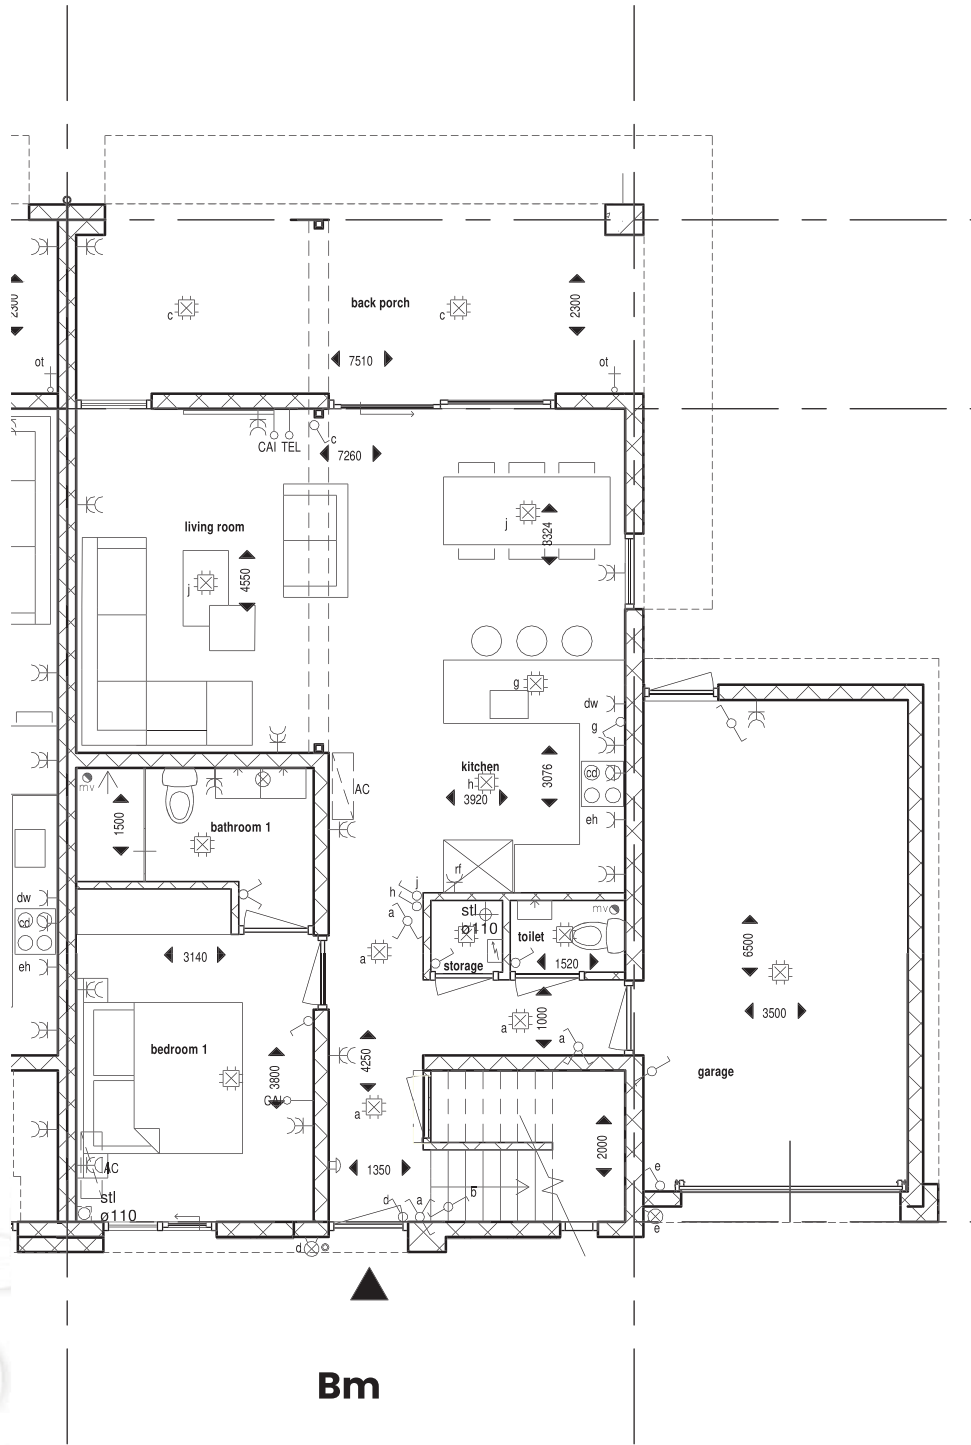 c
back porch
c
2300
2300
7510
ot
ot
c
CAI TEL
7260
living room
j
3324
j
4550
g
dw
g
kitchen
h
3920
3076
cd
AC
mv
1500
bathroom 1
eh
rf
j
h
a
stl
ø110
mv
dw
cd
toilet
a
storage
1520
eh
3140
6500
3500
a
1000
a
bedroom 1
4250
3800
CAI
garage
a
2000
AC
1350
e
stl
ø110
d
a
b
e
d
Bm